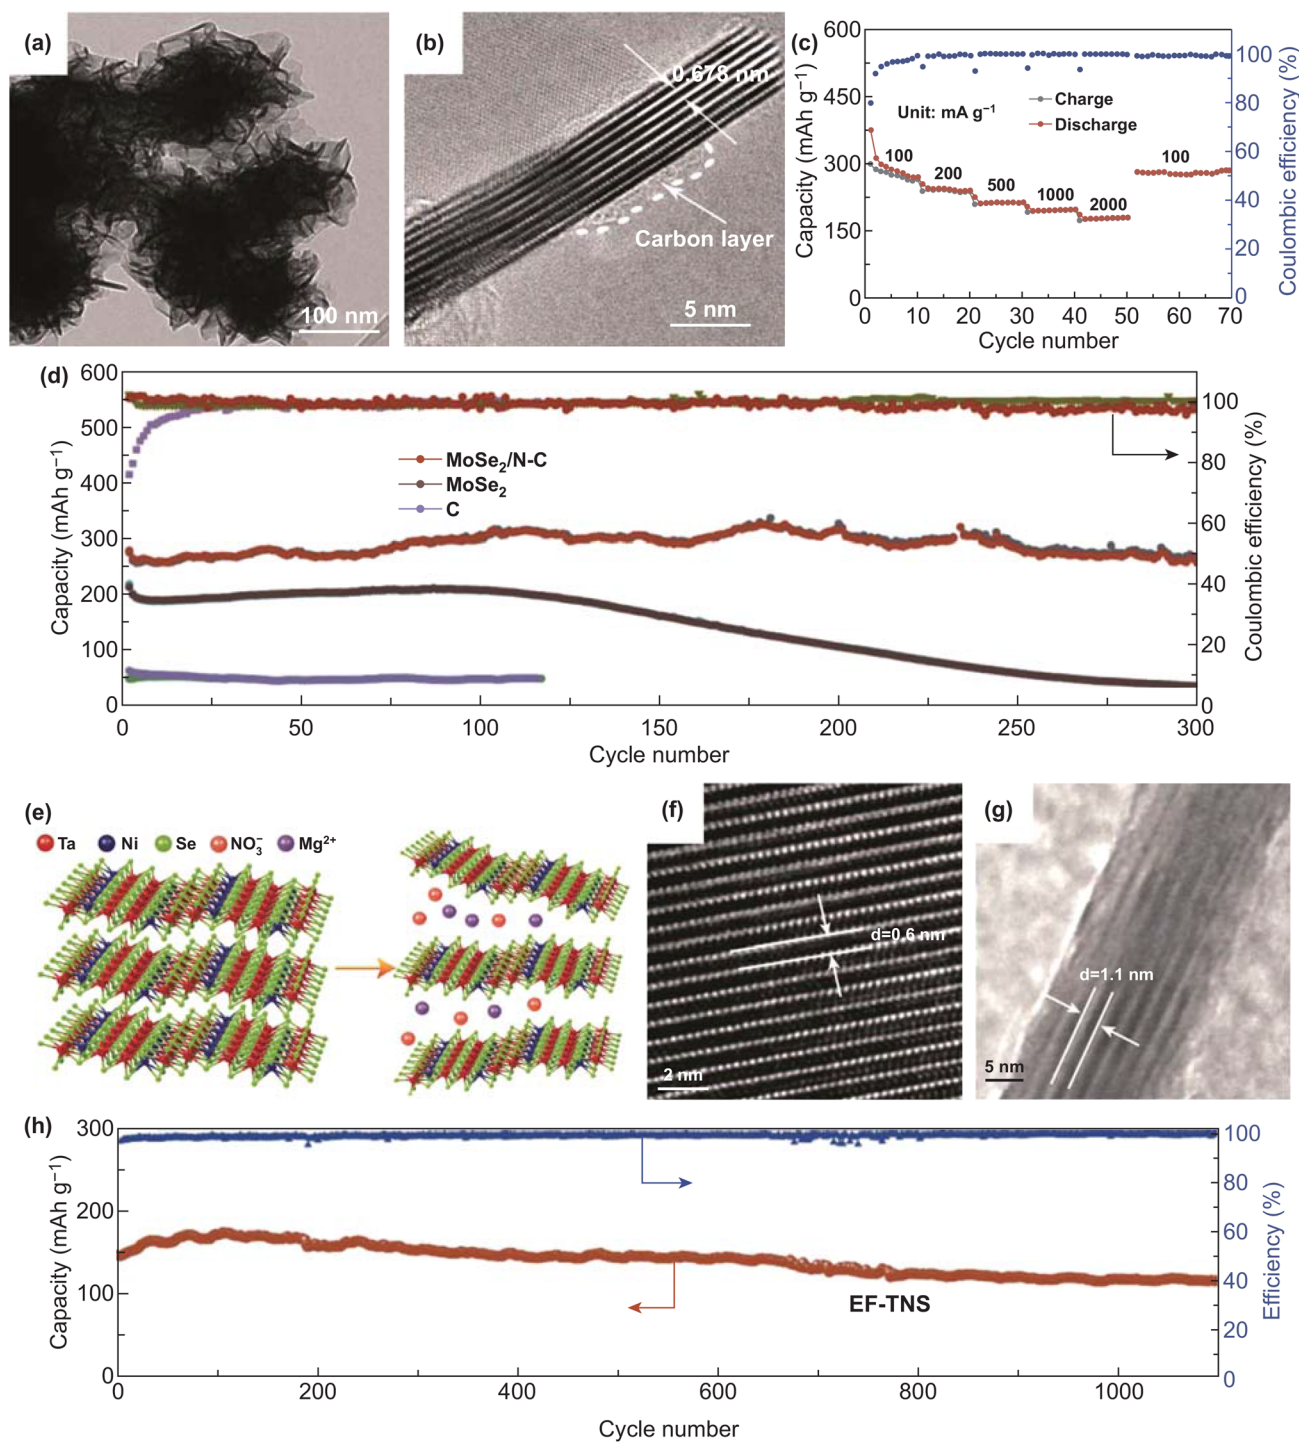 (a)
100 nm
(b)
0.678 nm
Carbon layer
5 nm
(c)
Capacity (mAh g⁻¹)
600
450
300
150
0
Unit: mA g⁻¹
Charge
Discharge
100
200
500
1000
2000
100
100
80
60
40
20
0
Coulombic efficiency (%)
0 10 20 30 40 50 60 70
Cycle number
(d)
Capacity (mAh g⁻¹)
600
500
400
300
200
100
0
MoSe₂/N-C
MoSe₂
C
100
80
60
40
20
0
Coulombic efficiency (%)
0 50 100 150 200 250 300
Cycle number
(e)
Ta Ni Se NO₃⁻ Mg²⁺
(f)
d=0.6 nm
2 nm
(g)
d=1.1 nm
5 nm
(h)
Capacity (mAh g⁻¹)
300
200
100
0
EF-TNS
100
80
60
40
20
0
Efficiency (%)
0 200 400 600 800 1000
Cycle number